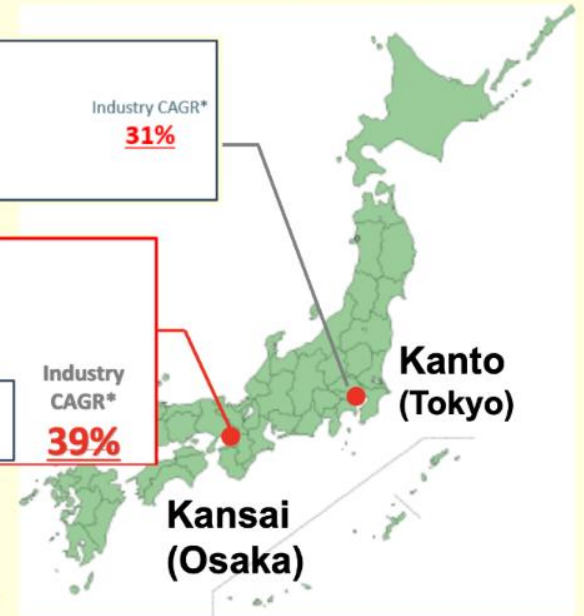 Industry CAGR*
31%
Industry
CAGR*
39%
Kanto
(Tokyo)
Kansai
(Osaka)